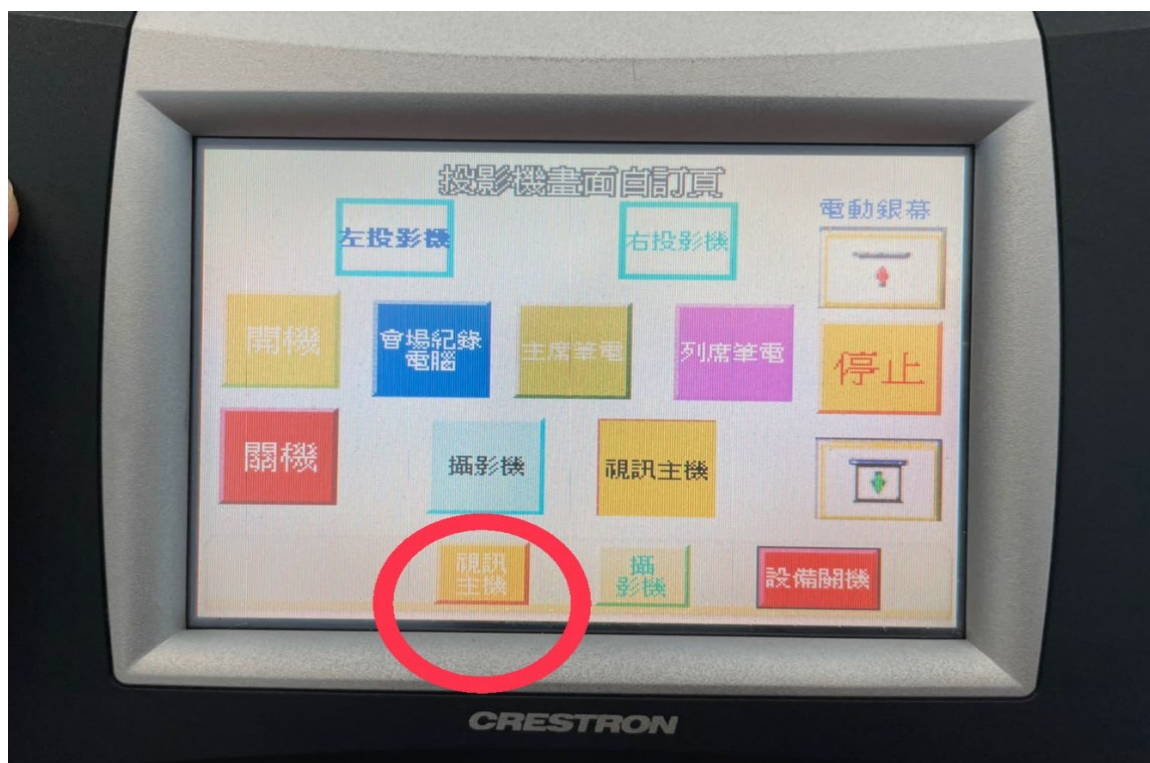 投影機畫面自訂頁
左投影機
右投影機
電動銀幕
開機
會場紀錄
電腦
主席筆電
列席筆電
停止
關機
攝影機
視訊主機
視訊
主機
攝
影機
設備關機
CRESTRON